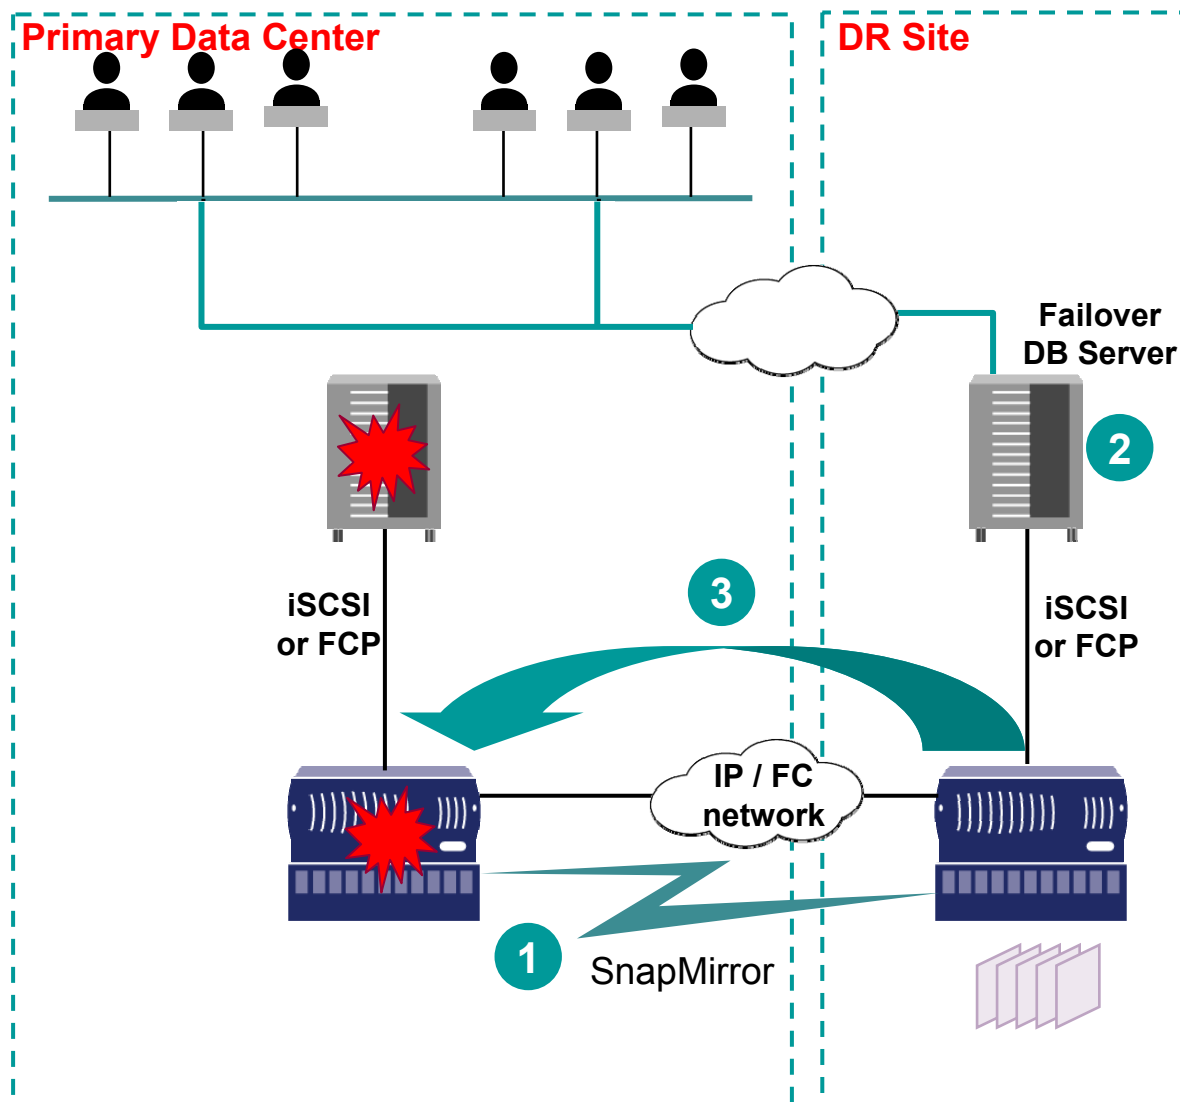 Primary Data Center
DR Site
Failover
DB Server
2
3
iSCSI
or FCP
iSCSI
or FCP
IP / FC
network
1
SnapMirror